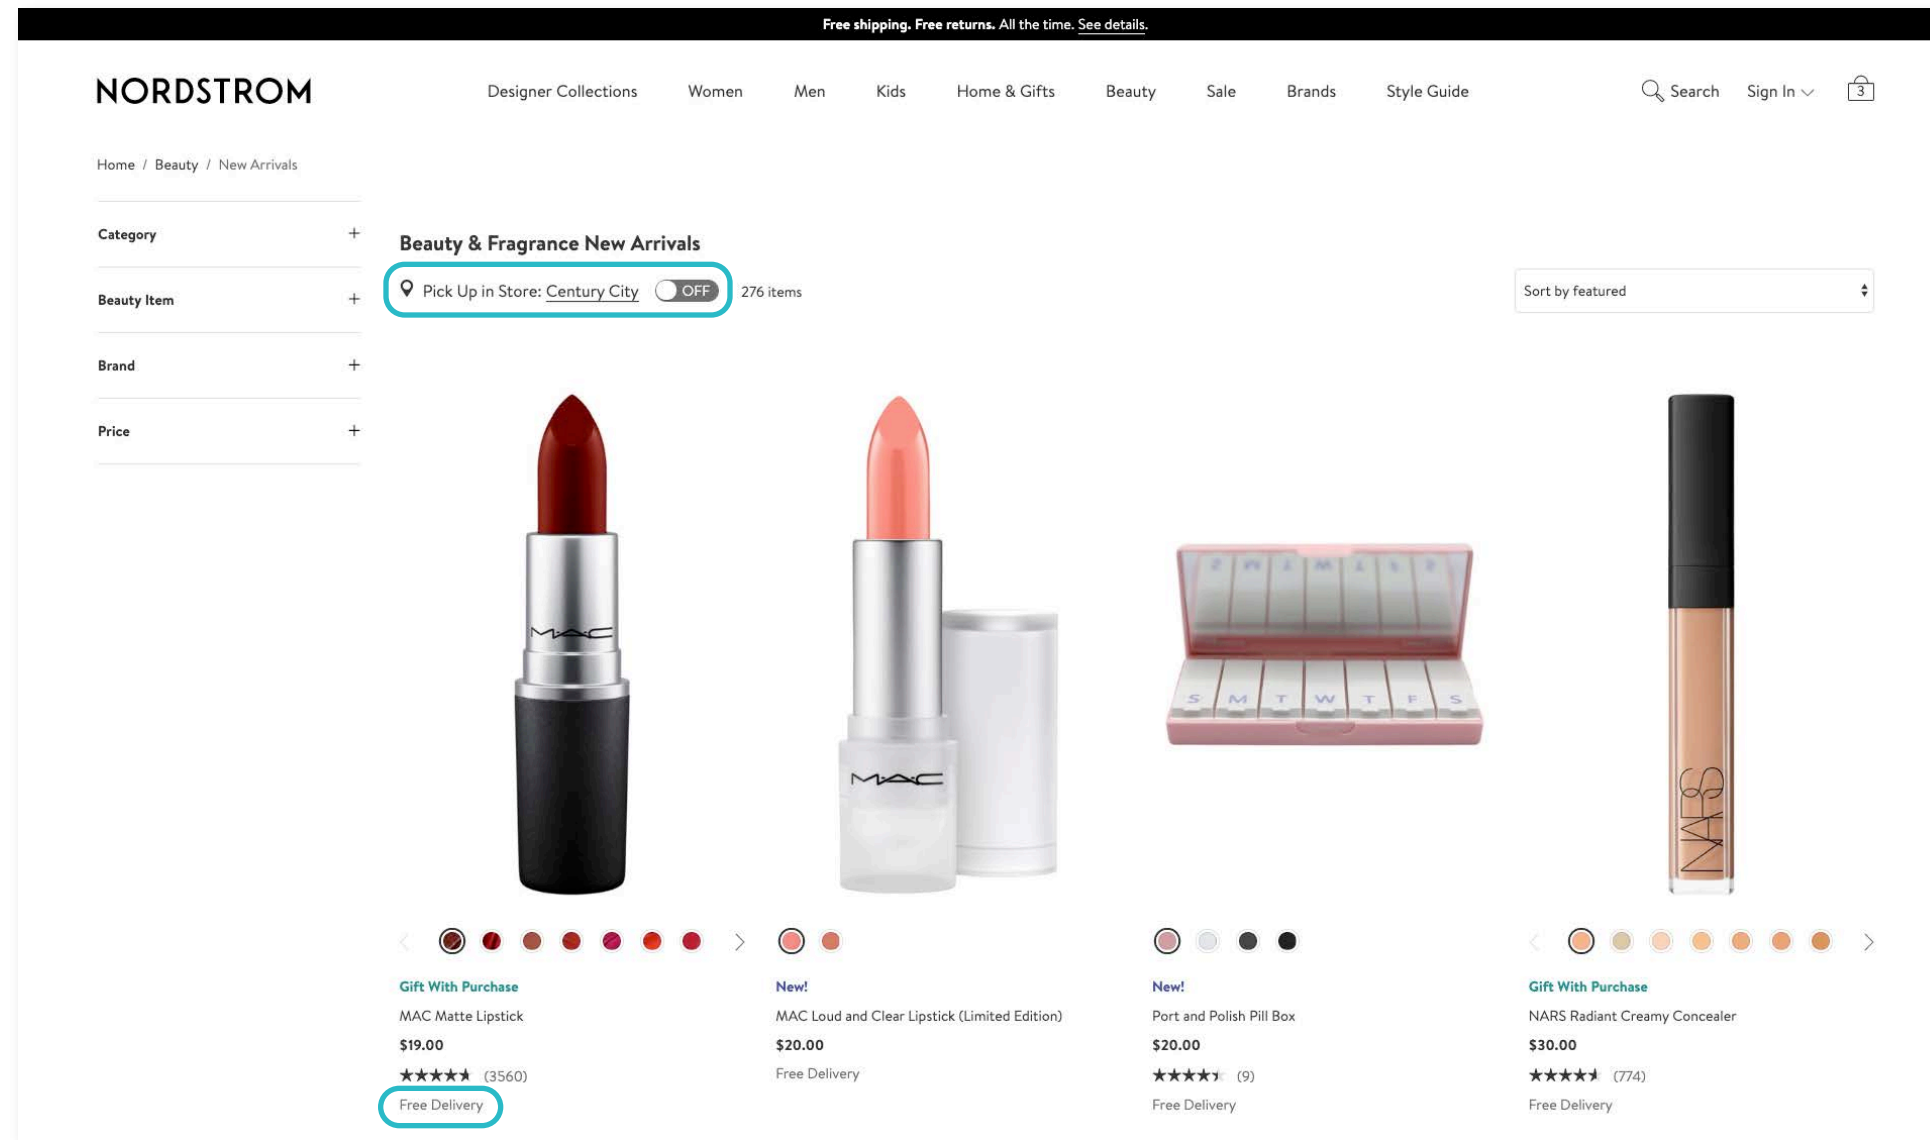 Free shipping. Free returns. All the time. See details.
NORDSTROM
Designer Collections Women Men Kids Home & Gifts Beauty Sale Brands Style Guide
Search Sign In 3
Home / Beauty / New Arrivals
Category +
Beauty Item +
Brand +
Price +
Beauty & Fragrance New Arrivals
Pick Up in Store: Century City OFF 276 items
Sort by featured
MAC
MAC
S M T W T F S
NARS
Gift With Purchase
MAC Matte Lipstick
$19.00
(3560)
Free Delivery
New!
MAC Loud and Clear Lipstick (Limited Edition)
$20.00
Free Delivery
New!
Port and Polish Pill Box
$20.00
(9)
Free Delivery
Gift With Purchase
NARS Radiant Creamy Concealer
$30.00
(774)
Free Delivery